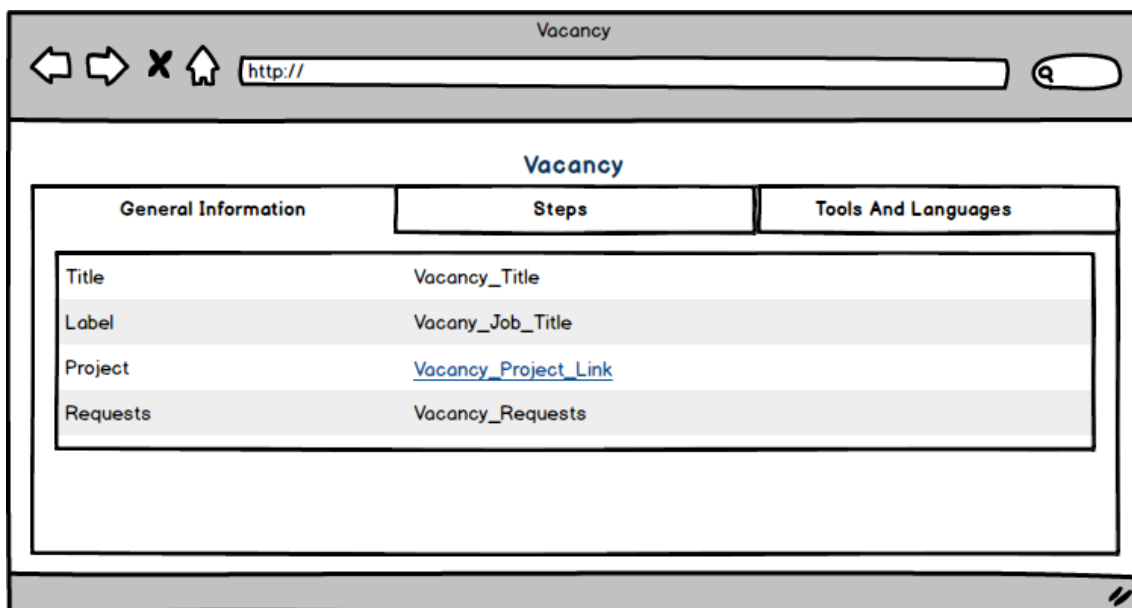 Vacancy
http://
Vacancy
General Information Steps Tools And Languages
Title Vacancy_Title
Label Vacany_Job_Title
Project Vacancy_Project_Link
Requests Vacancy_Requests